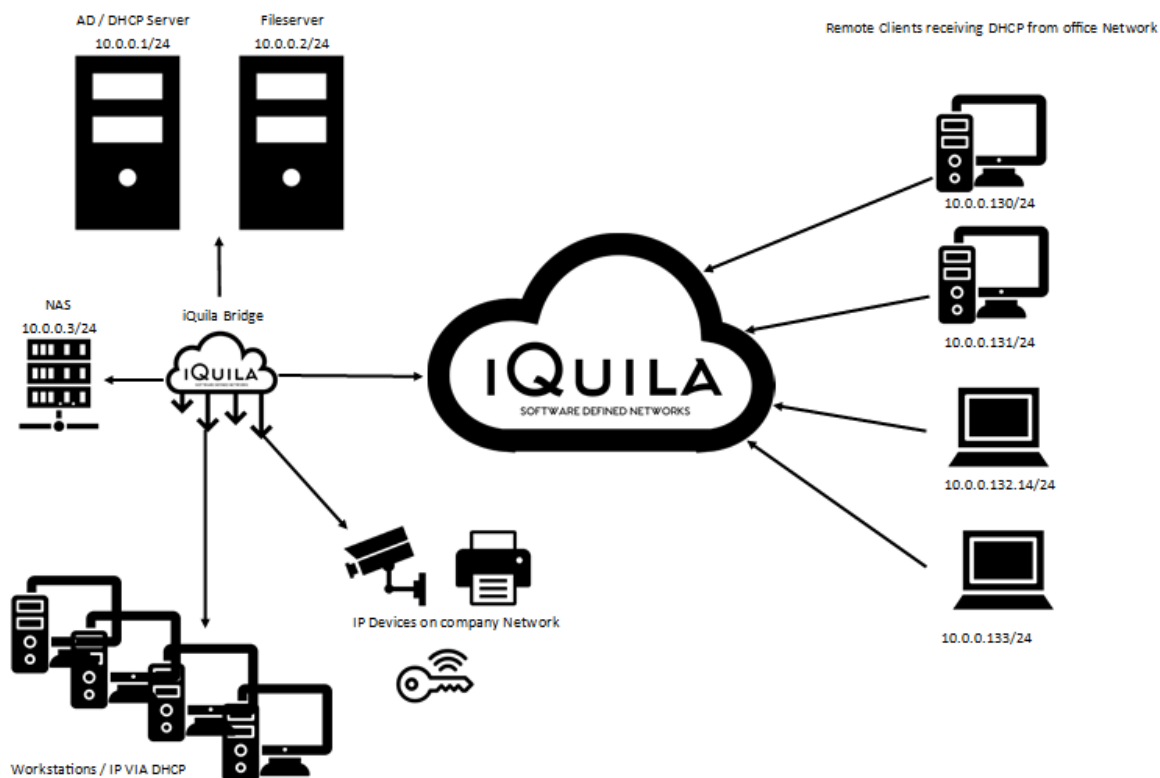 AD / DHCP Server
10.0.0.1/24
Fileserver
10.0.0.2/24
Remote Clients receiving DHCP from office Network
10.0.0.130/24
10.0.0.131/24
NAS
10.0.0.3/24
iQuila Bridge
iQUILA
SOFTWARE DEFINED NETWORKS
iQUILA
SOFTWARE DEFINED NETWORKS
10.0.0.132.14/24
IP Devices on company Network
10.0.0.133/24
Workstations / IP VIA DHCP